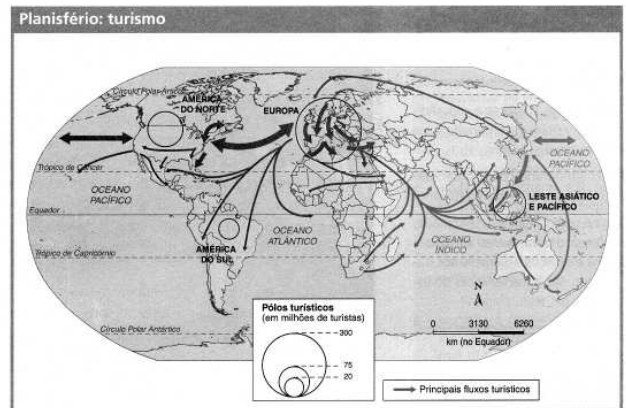 Planisfério: turismo
Círculo Polar Ártico
AMÉRICA
DO NORTE
EUROPA
OCEANO
PACÍFICO
Trópico de Câncer
OCEANO
PACÍFICO
LESTE ASIÁTICO
E PACÍFICO
Equador
OCEANO
ATLÂNTICO
AMÉRICA
DO SUL
OCEANO
ÍNDICO
Trópico de Capricórnio
N
Círculo Polar Antártico
Pólos turísticos
(em milhões de turistas)
300
75
20
0 3130 6260
km (no Equador)
Principais fluxos turísticos